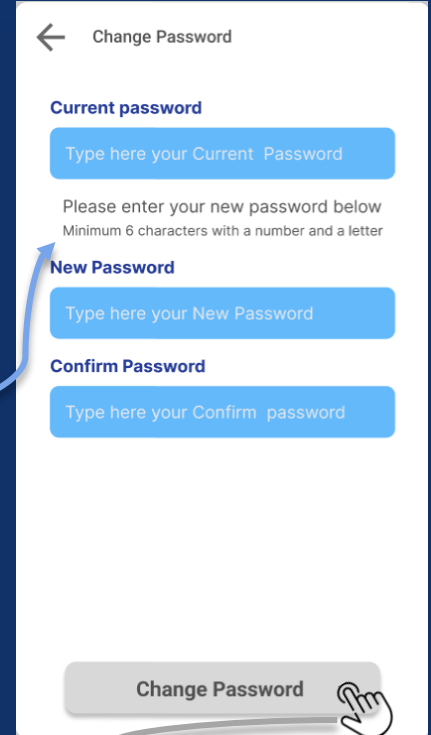 Change Password
Current password
Type here your Current Password
Please enter your new password below
Minimum 6 characters with a number and a letter
New Password
Type here your New Password
Confirm Password
Type here your Confirm password
Change Password